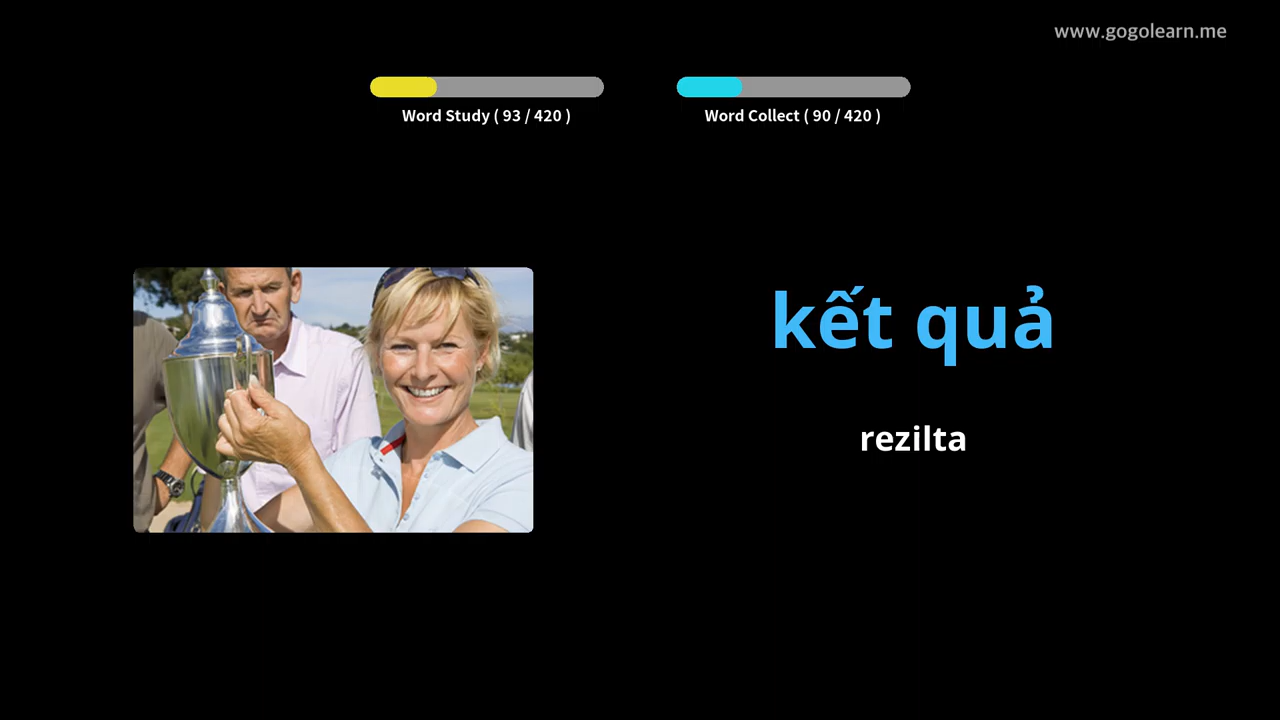 www.gogolearn.me
Word Study ( 93 / 420 )
Word Collect ( 90 / 420 )
kết quả
rezilta